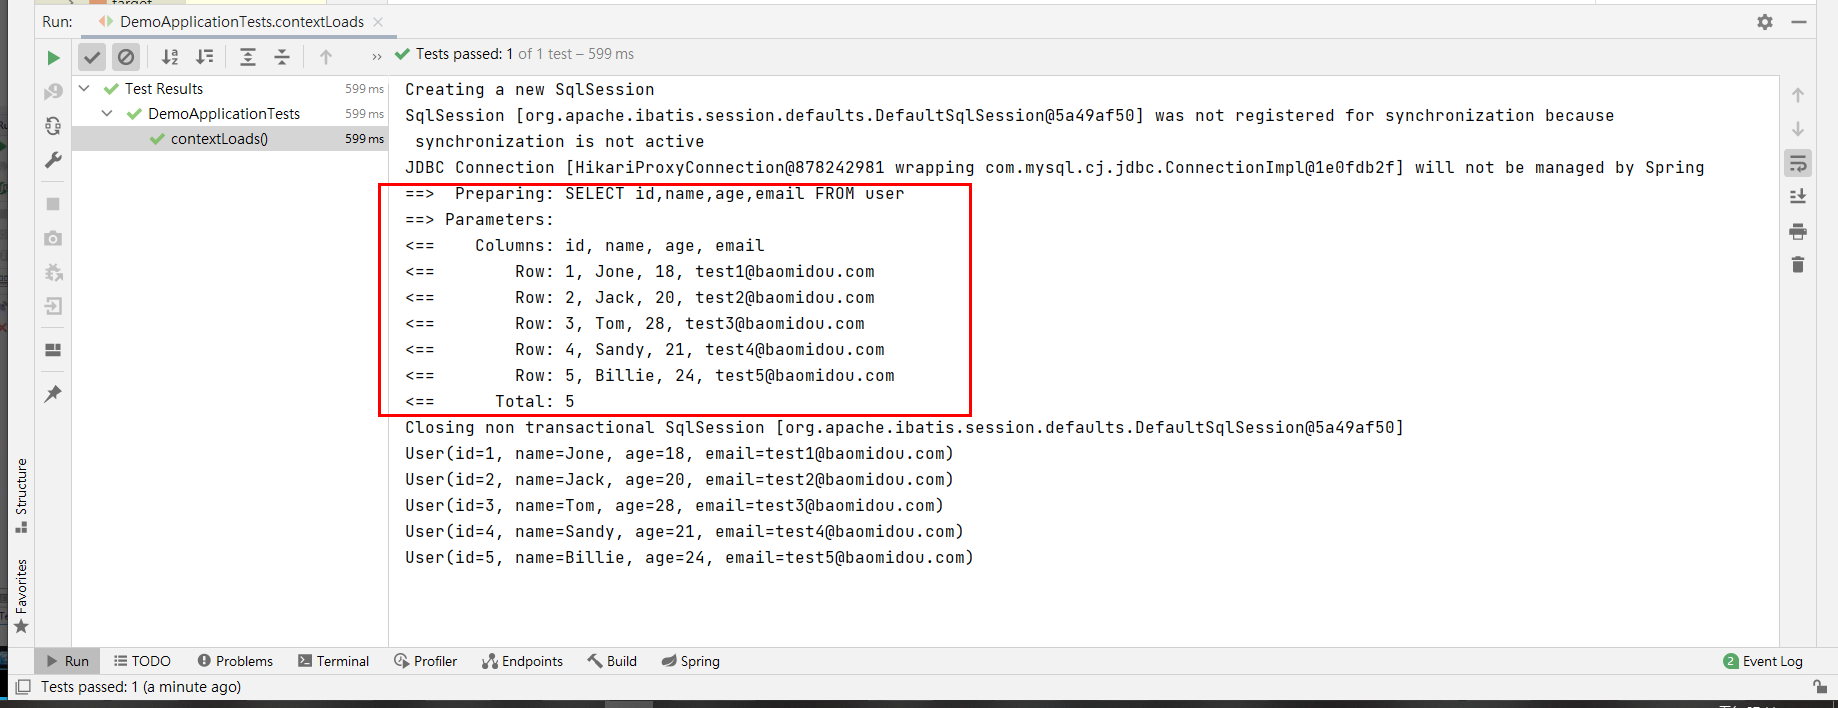 target
Run: DemoApplicationTests.contextLoads
Tests passed: 1 of 1 test – 599 ms
Test Results 599 ms
DemoApplicationTests 599 ms
contextLoads() 599 ms
Creating a new SqlSession
SqlSession [org.apache.ibatis.session.defaults.DefaultSqlSession@5a49af50] was not registered for synchronization because
synchronization is not active
JDBC Connection [HikariProxyConnection@878242981 wrapping com.mysql.cj.jdbc.ConnectionImpl@1e0fdb2f] will not be managed by Spring
==>  Preparing: SELECT id,name,age,email FROM user
==> Parameters:
<==    Columns: id, name, age, email
<==        Row: 1, Jone, 18, test1@baomidou.com
<==        Row: 2, Jack, 20, test2@baomidou.com
<==        Row: 3, Tom, 28, test3@baomidou.com
<==        Row: 4, Sandy, 21, test4@baomidou.com
<==        Row: 5, Billie, 24, test5@baomidou.com
<==      Total: 5
Closing non transactional SqlSession [org.apache.ibatis.session.defaults.DefaultSqlSession@5a49af50]
User(id=1, name=Jone, age=18, email=test1@baomidou.com)
User(id=2, name=Jack, age=20, email=test2@baomidou.com)
User(id=3, name=Tom, age=28, email=test3@baomidou.com)
User(id=4, name=Sandy, age=21, email=test4@baomidou.com)
User(id=5, name=Billie, age=24, email=test5@baomidou.com)
Structure
Favorites
Run TODO Problems Terminal Profiler Endpoints Build Spring 2 Event Log
Tests passed: 1 (a minute ago)